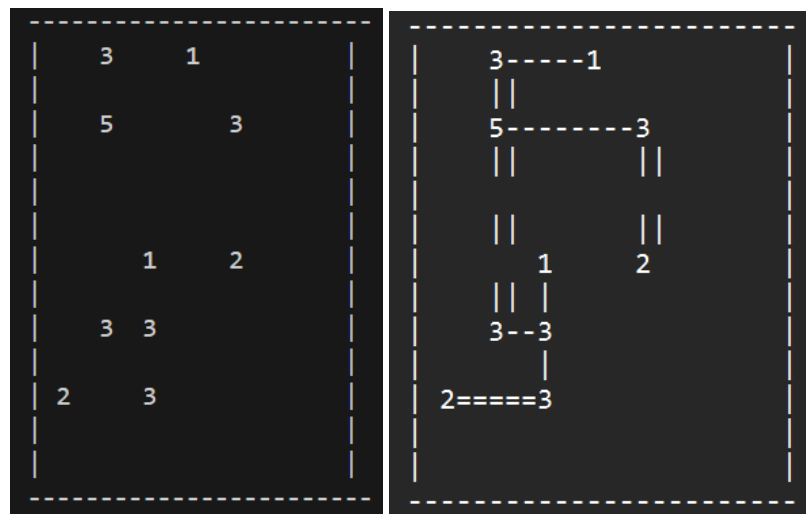 ------------------------
|    3     1          |
|                     |
|    5        3       |
|                     |
|                     |
|                     |
|       1     2       |
|                     |
|    3  3             |
|                     |
| 2     3             |
|                     |
|                     |
------------------------
------------------------
|    3-----1           |
|    ||                |
|    5--------3        |
|    ||       ||       |
|                      |
|    ||       ||       |
|       1     2        |
|    || |              |
|    3--3              |
|       |              |
| 2=====3              |
|                      |
|                      |
------------------------